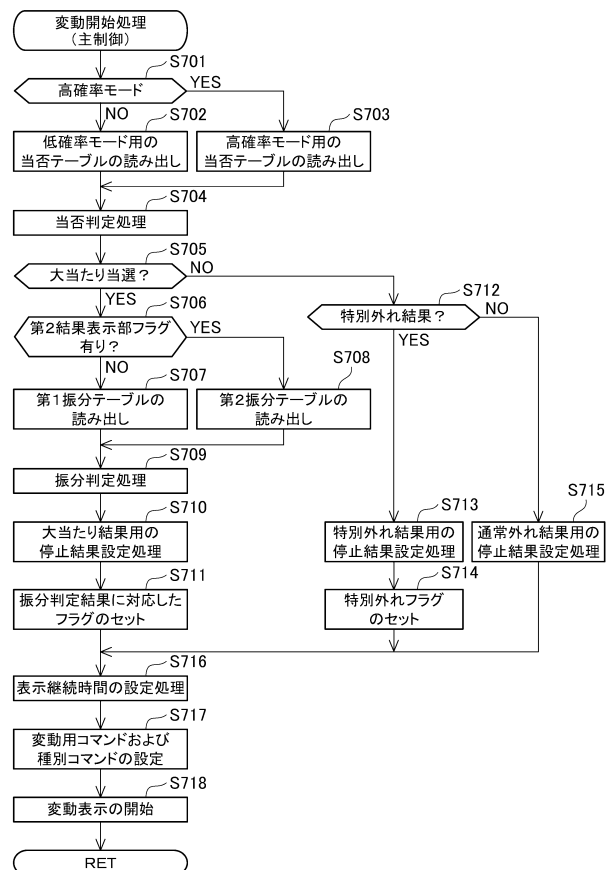 変動開始処理
(主制御)
S701
高確率モード
YES
NO
S702
低確率モード用の
当否テーブルの読み出し
S703
高確率モード用の
当否テーブルの読み出し
S704
当否判定処理
S705
大当たり当選?
NO
YES
S706
第2結果表示部フラグ
有り?
YES
NO
S707
第1振分テーブルの
読み出し
S708
第2振分テーブルの
読み出し
S709
振分判定処理
S710
大当たり結果用の
停止結果設定処理
S711
振分判定結果に対応した
フラグのセット
S712
特別外れ結果?
NO
YES
S713
特別外れ結果用の
停止結果設定処理
S714
特別外れフラグ
のセット
S715
通常外れ結果用の
停止結果設定処理
S716
表示継続時間の設定処理
S717
変動用コマンドおよび
種別コマンドの設定
S718
変動表示の開始
RET